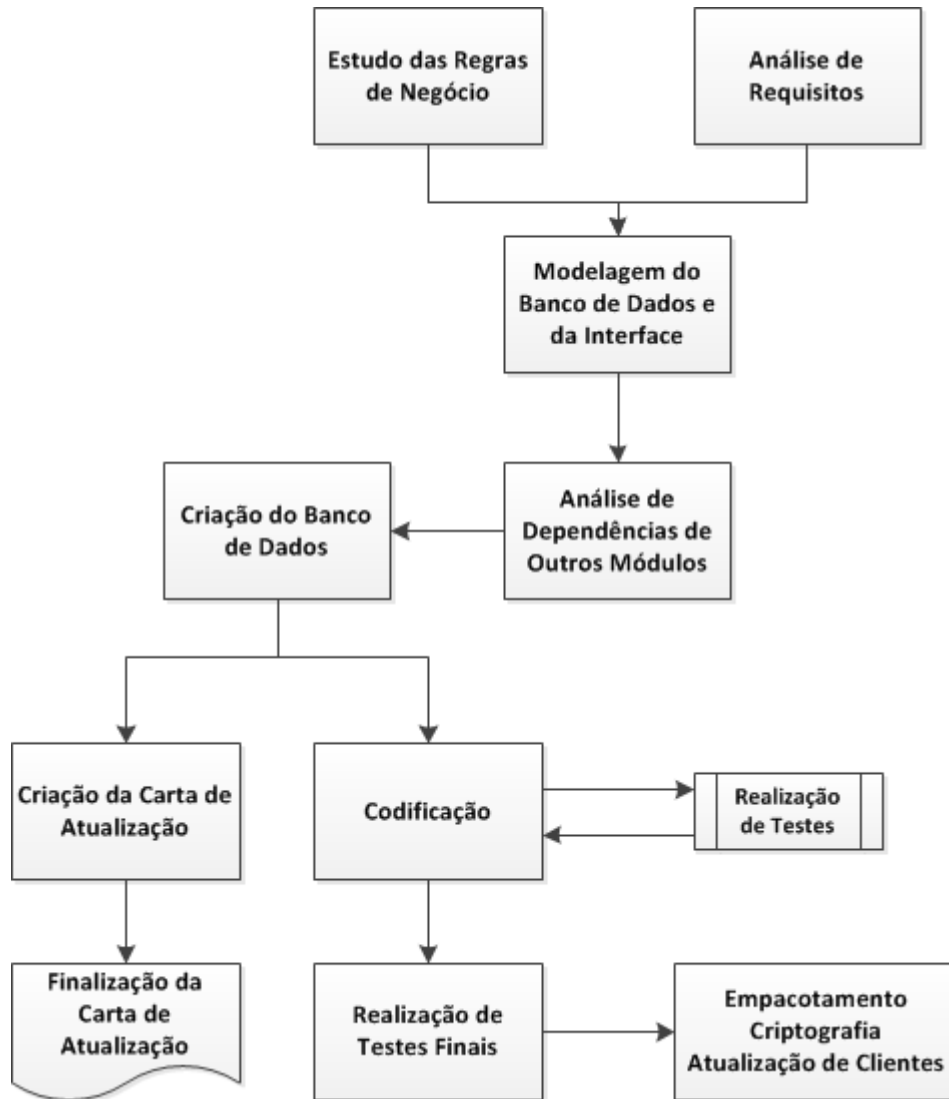 Estudo das Regras
de Negócio
Análise de
Requisitos
Modelagem do
Banco de Dados e
da Interface
Criação do Banco
de Dados
Análise de
Dependências de
Outros Módulos
Criação da Carta de
Atualização
Codificação
Realização
de Testes
Finalização da
Carta de
Atualização
Realização de
Testes Finais
Empacotamento
Criptografia
Atualização de Clientes